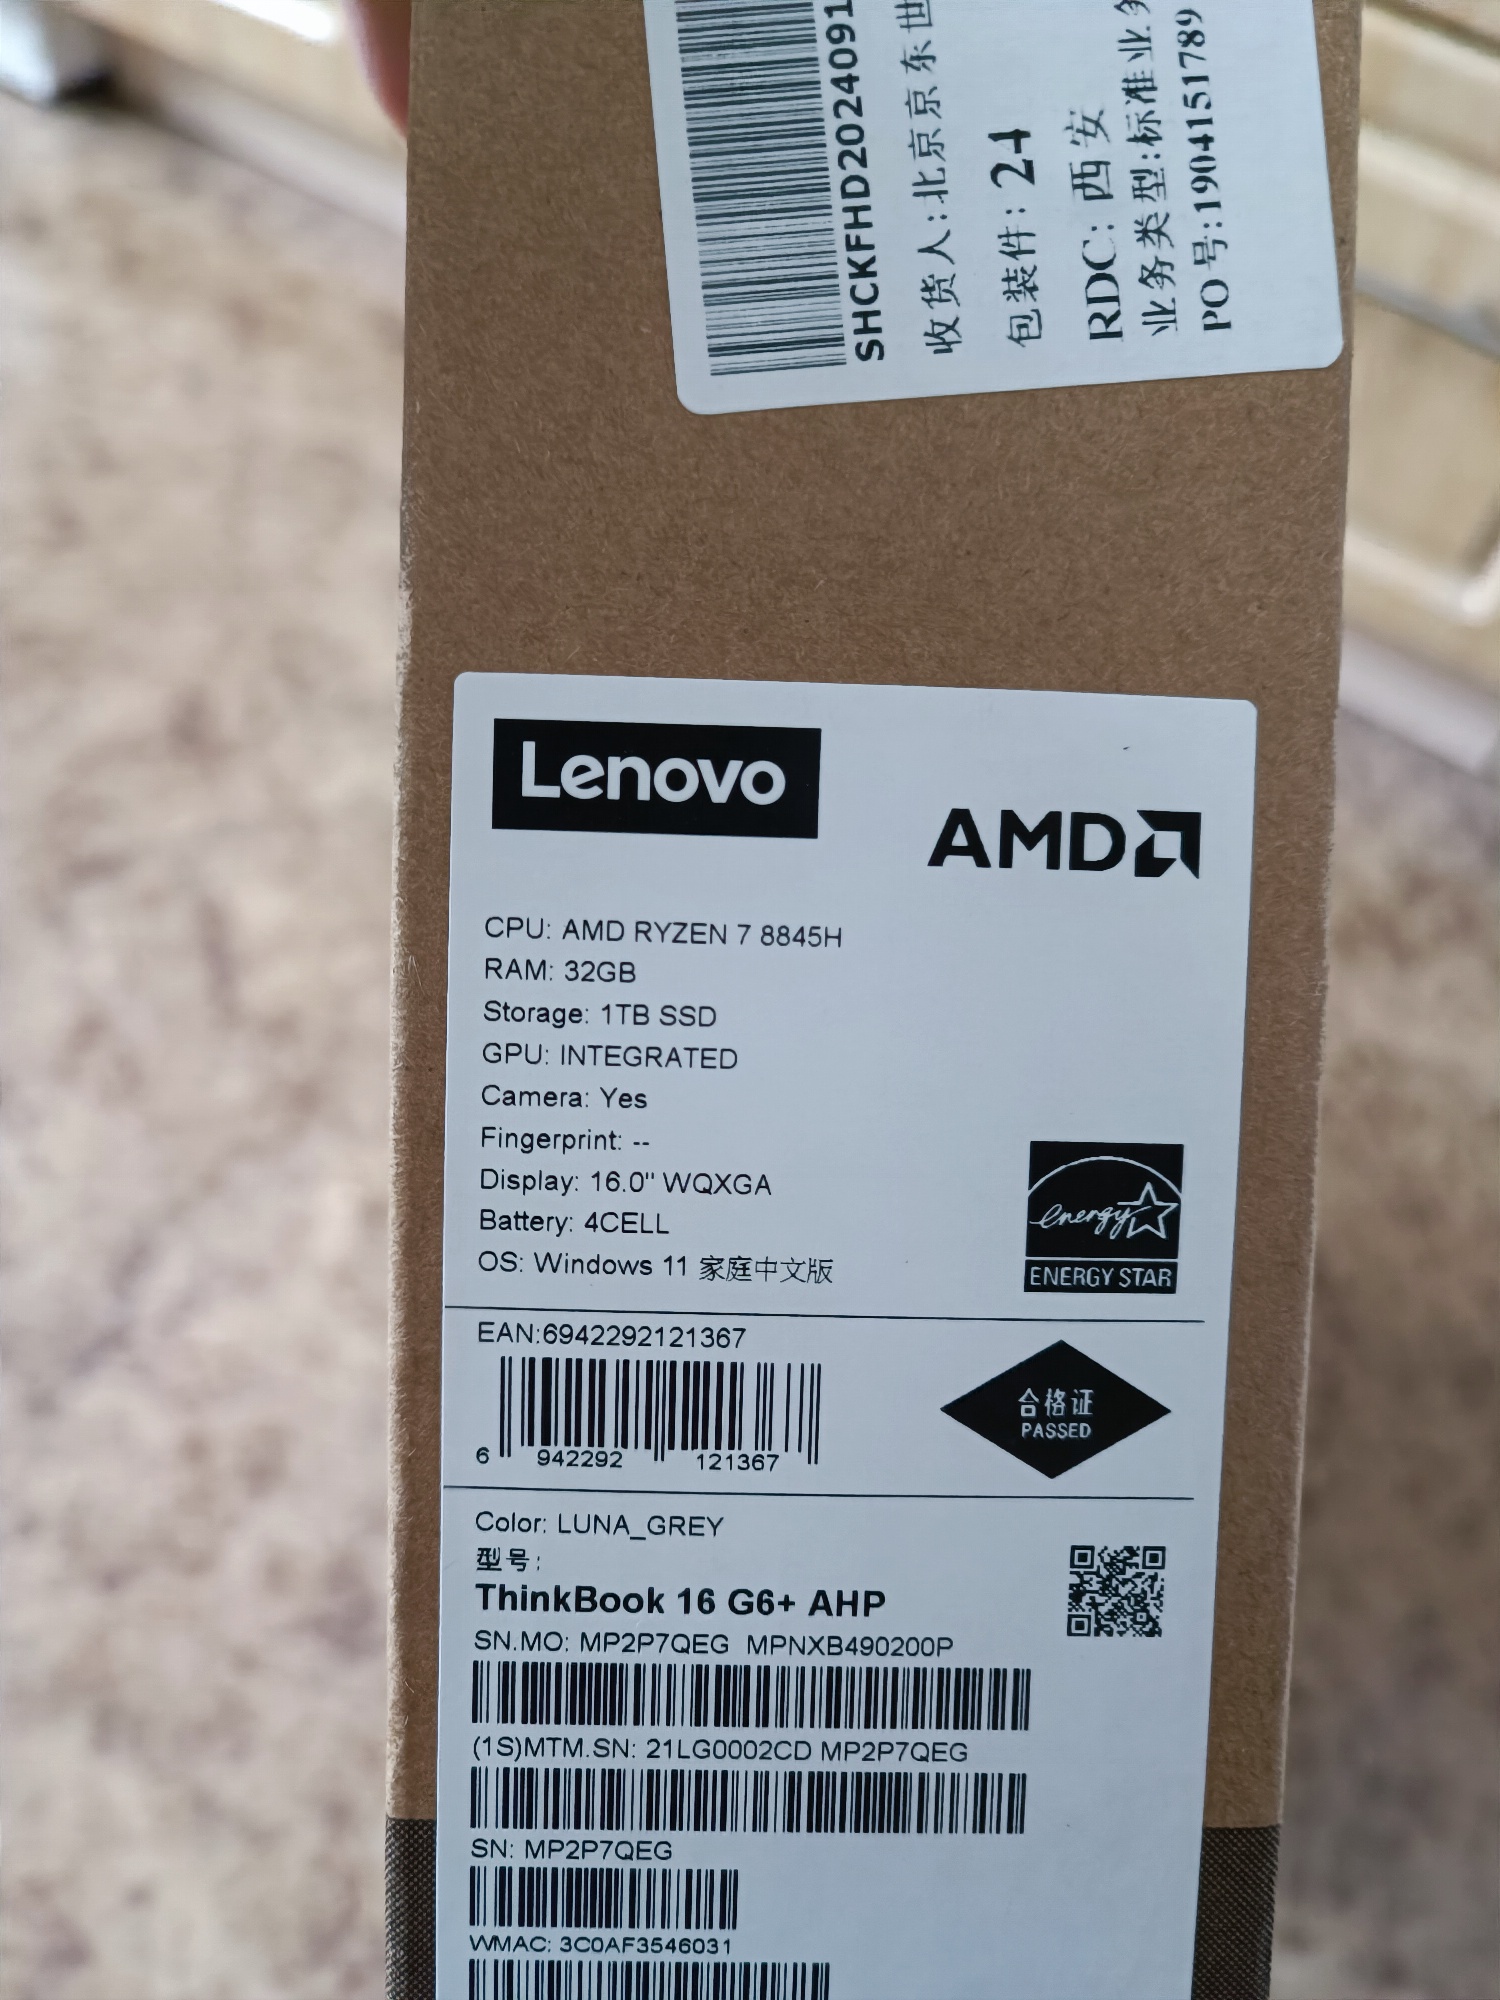 SHCKFHD2024091
收货人:北京京东世
包装件: 24
RDC: 西安
业务类型:标准业务
PO 号:1904151789
Lenovo
AMD
CPU: AMD RYZEN 7 8845H
RAM: 32GB
Storage: 1TB SSD
GPU: INTEGRATED
Camera: Yes
Fingerprint: --
Display: 16.0" WQXGA
Battery: 4CELL
OS: Windows 11 家庭中文版
energy
ENERGY STAR
EAN:6942292121367
6 942292 121367
合格证
PASSED
Color: LUNA_GREY
型号:
ThinkBook 16 G6+ AHP
SN.MO: MP2P7QEG MPNXB490200P
(1S)MTM.SN: 21LG0002CD MP2P7QEG
SN: MP2P7QEG
WMAC: 3C0AF3546031